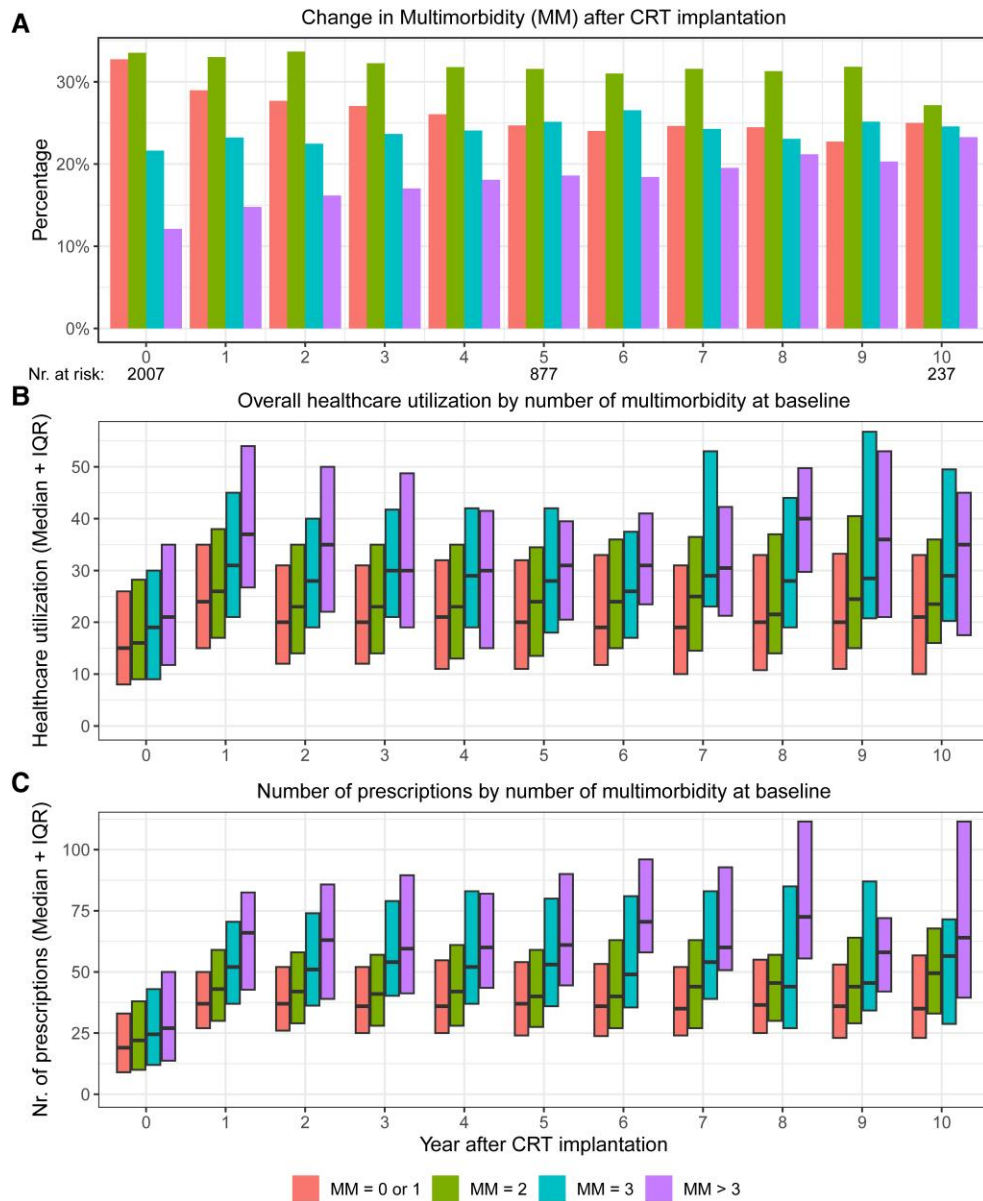 A
Change in Multimorbidity (MM) after CRT implantation
Percentage
30%
20%
10%
0%
0 1 2 3 4 5 6 7 8 9 10
Nr. at risk: 2007 877 237
B
Overall healthcare utilization by number of multimorbidity at baseline
Healthcare utilization (Median + IQR)
50
40
30
20
10
0
0 1 2 3 4 5 6 7 8 9 10
C
Number of prescriptions by number of multimorbidity at baseline
Nr. of prescriptions (Median + IQR)
100
75
50
25
0
0 1 2 3 4 5 6 7 8 9 10
Year after CRT implantation
MM = 0 or 1 MM = 2 MM = 3 MM > 3